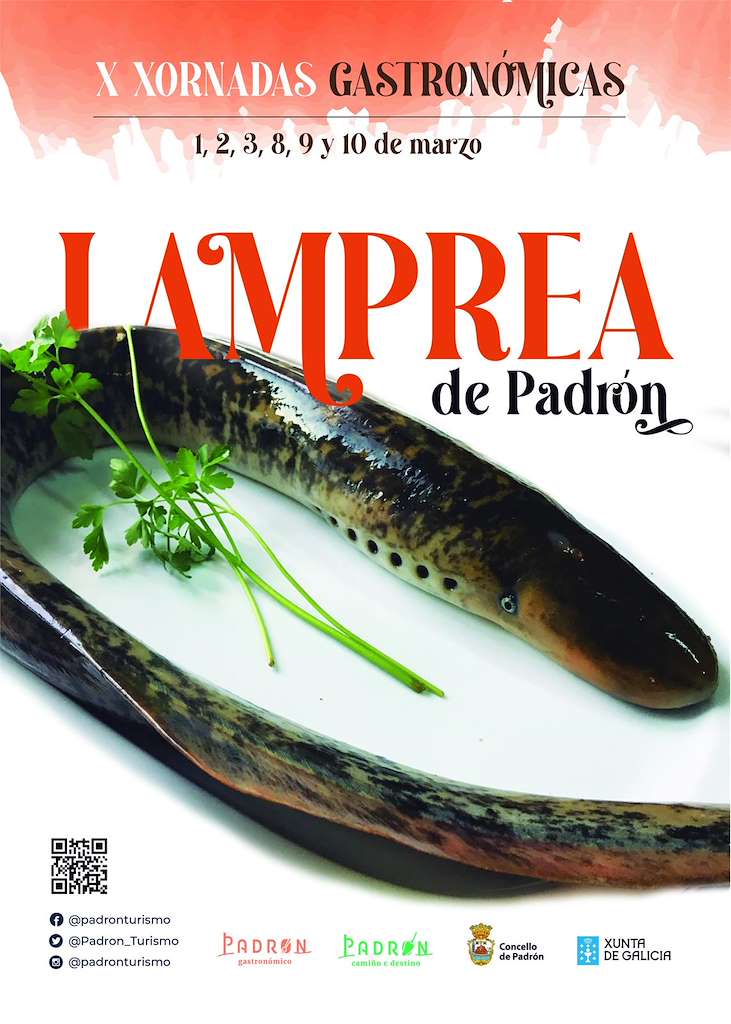 X XORNADAS GASTRONÓMICAS
1, 2, 3, 8, 9 y 10 de marzo
LAMPREA
de Padrón
@padronturismo
@Padron_Turismo
@padronturismo
PADRÓN
gastronómico
PADRÓN
camiño e destino
Concello
de Padrón
XUNTA
DE GALICIA